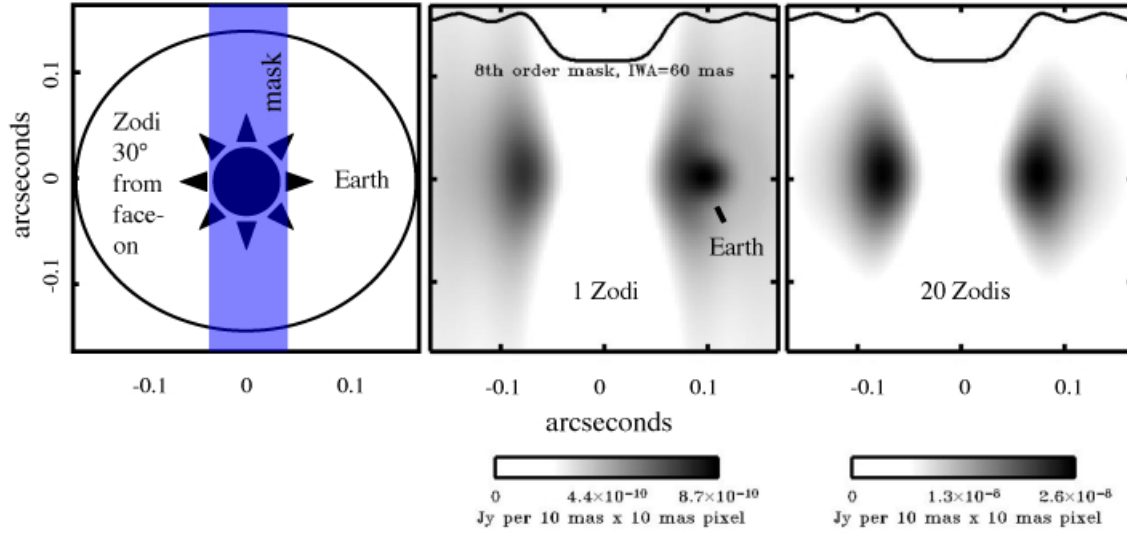 0.1
0
-0.1
arcseconds
Zodi
30°
from
face-
on
mask
Earth
8th order mask, IWA=60 mas
Earth
1 Zodi
20 Zodis
-0.1 0 0.1
-0.1 0 0.1
-0.1 0 0.1
arcseconds
0 4.4×10⁻¹⁰ 8.7×10⁻¹⁰
Jy per 10 mas x 10 mas pixel
0 1.3×10⁻⁸ 2.6×10⁻⁸
Jy per 10 mas x 10 mas pixel